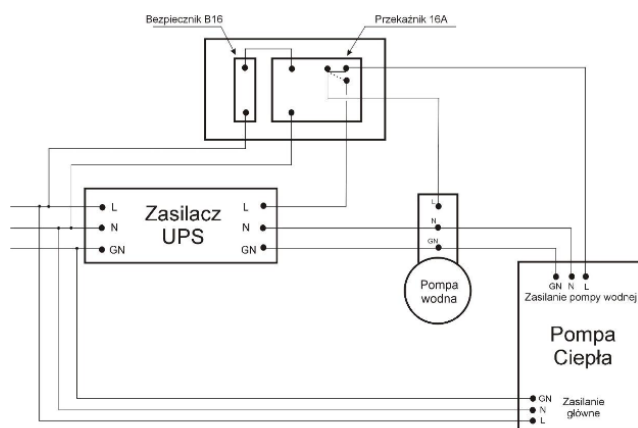 Bezpiecznik B16
Przekaźnik 16A
L
N
GN
Zasilacz
UPS
L
N
GN
L
N
GN
Pompa
wodna
GN N L
Zasilanie pompy wodnej
Pompa
Ciepła
GN
N
L
Zasilanie
główne